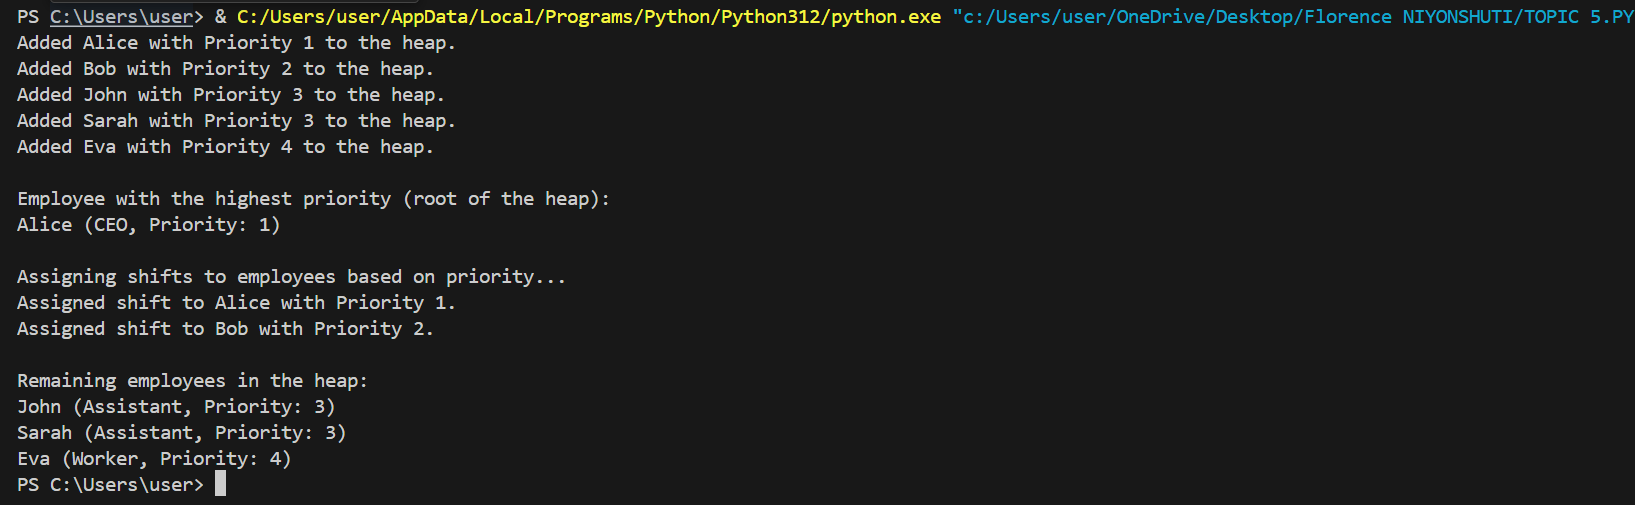 PS C:\Users\user> & C:/Users/user/AppData/Local/Programs/Python/Python312/python.exe "c:/Users/user/OneDrive/Desktop/Florence NIYONSHUTI/TOPIC 5.PY
Added Alice with Priority 1 to the heap.
Added Bob with Priority 2 to the heap.
Added John with Priority 3 to the heap.
Added Sarah with Priority 3 to the heap.
Added Eva with Priority 4 to the heap.
Employee with the highest priority (root of the heap):
Alice (CEO, Priority: 1)
Assigning shifts to employees based on priority...
Assigned shift to Alice with Priority 1.
Assigned shift to Bob with Priority 2.
Remaining employees in the heap:
John (Assistant, Priority: 3)
Sarah (Assistant, Priority: 3)
Eva (Worker, Priority: 4)
PS C:\Users\user>